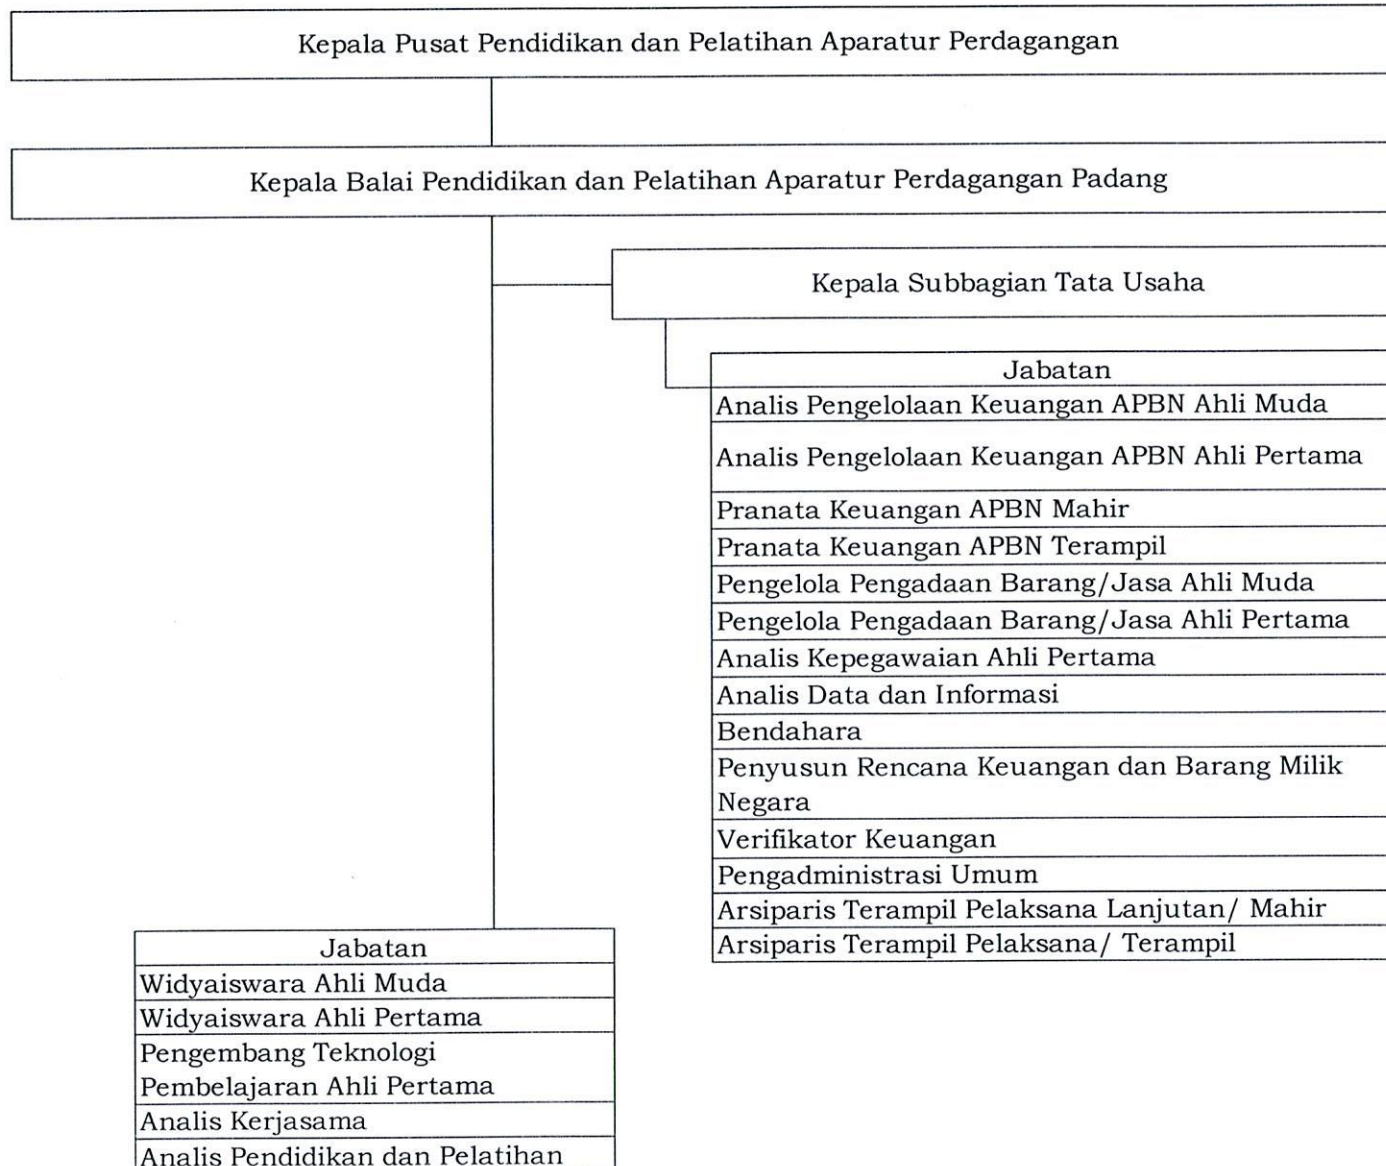 Kepala Pusat Pendidikan dan Pelatihan Aparatur Perdagangan
Kepala Balai Pendidikan dan Pelatihan Aparatur Perdagangan Padang
Kepala Subbagian Tata Usaha
Jabatan
Analis Pengelolaan Keuangan APBN Ahli Muda
Analis Pengelolaan Keuangan APBN Ahli Pertama
Pranata Keuangan APBN Mahir
Pranata Keuangan APBN Terampil
Pengelola Pengadaan Barang/Jasa Ahli Muda
Pengelola Pengadaan Barang/Jasa Ahli Pertama
Analis Kepegawaian Ahli Pertama
Analis Data dan Informasi
Bendahara
Penyusun Rencana Keuangan dan Barang Milik
Negara
Verifikator Keuangan
Pengadministrasi Umum
Arsiparis Terampil Pelaksana Lanjutan/ Mahir
Arsiparis Terampil Pelaksana/ Terampil
Jabatan
Widyaiswara Ahli Muda
Widyaiswara Ahli Pertama
Pengembang Teknologi
Pembelajaran Ahli Pertama
Analis Kerjasama
Analis Pendidikan dan Pelatihan